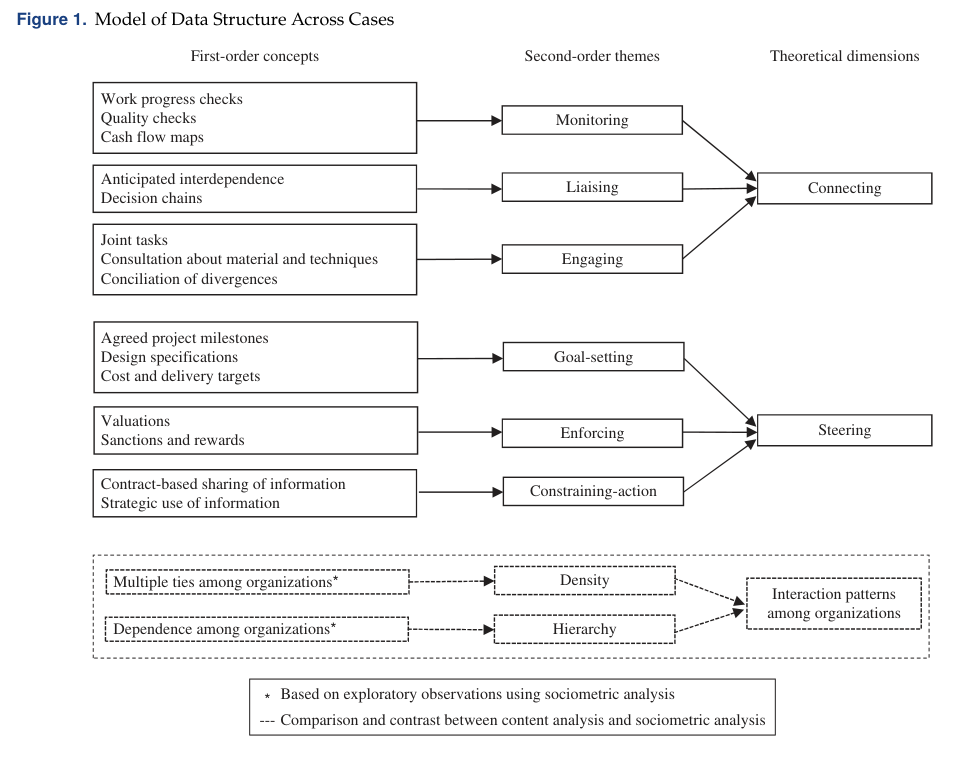 Figure 1. Model of Data Structure Across Cases
First-order concepts
Second-order themes
Theoretical dimensions
Work progress checks
Quality checks
Cash flow maps
Monitoring
Anticipated interdependence
Decision chains
Liaising
Connecting
Joint tasks
Consultation about material and techniques
Conciliation of divergences
Engaging
Agreed project milestones
Design specifications
Cost and delivery targets
Goal-setting
Valuations
Sanctions and rewards
Enforcing
Steering
Contract-based sharing of information
Strategic use of information
Constraining-action
Multiple ties among organizations*
Density
Interaction patterns
among organizations
Dependence among organizations*
Hierarchy
* Based on exploratory observations using sociometric analysis
--- Comparison and contrast between content analysis and sociometric analysis